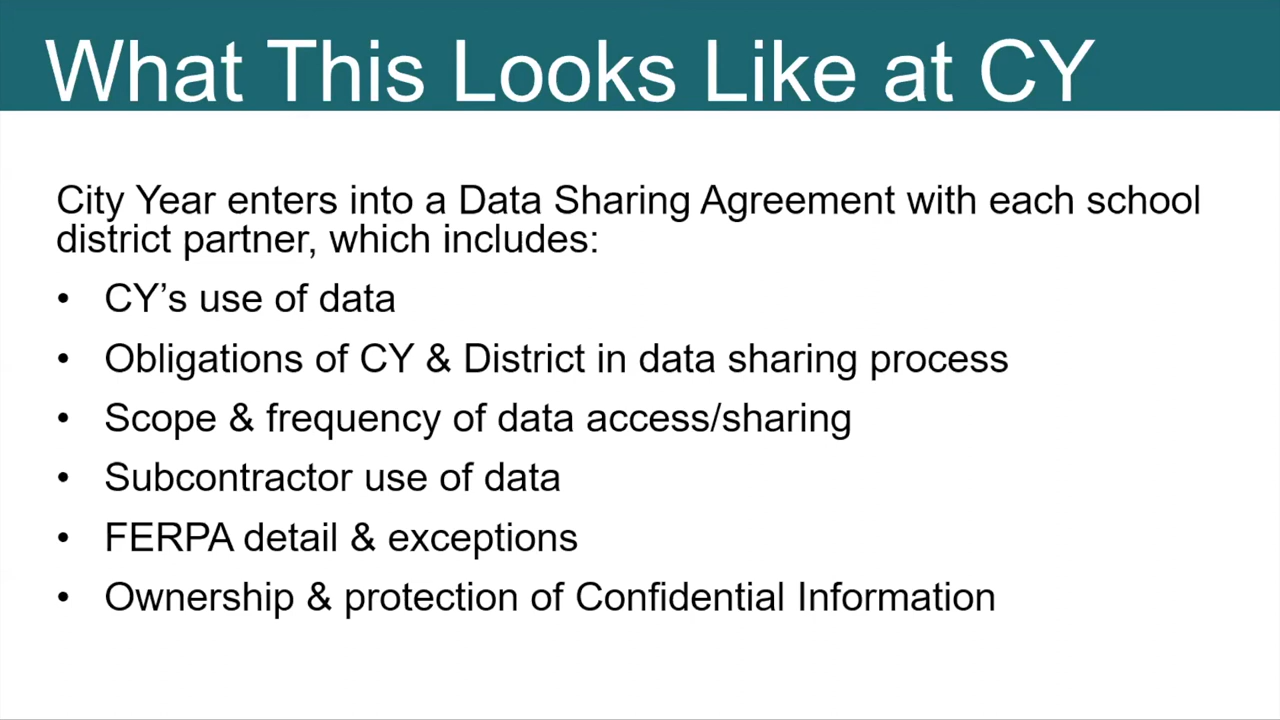 What This Looks Like at CY
City Year enters into a Data Sharing Agreement with each school
district partner, which includes:
• CY’s use of data
• Obligations of CY & District in data sharing process
• Scope & frequency of data access/sharing
• Subcontractor use of data
• FERPA detail & exceptions
• Ownership & protection of Confidential Information